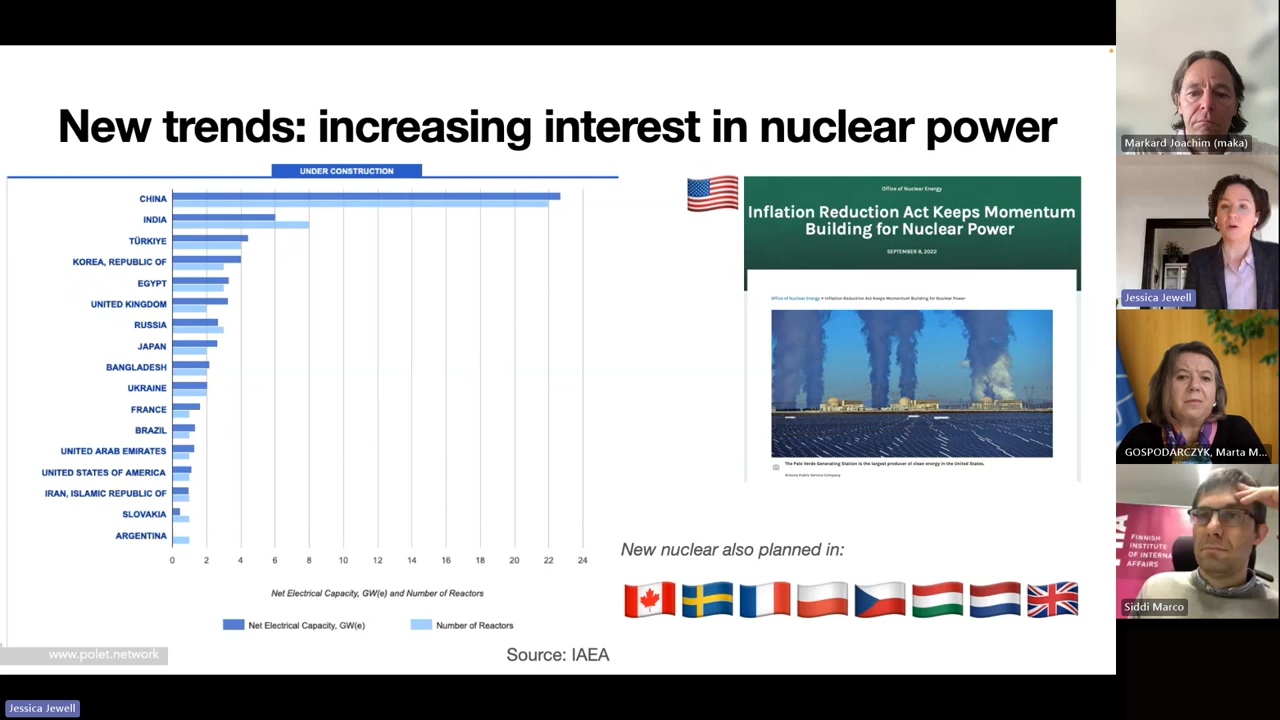 New trends: increasing interest in nuclear power
UNDER CONSTRUCTION
CHINA
INDIA
TÜRKIYE
KOREA, REPUBLIC OF
EGYPT
UNITED KINGDOM
RUSSIA
JAPAN
BANGLADESH
UKRAINE
FRANCE
BRAZIL
UNITED ARAB EMIRATES
UNITED STATES OF AMERICA
IRAN, ISLAMIC REPUBLIC OF
SLOVAKIA
ARGENTINA
0 2 4 6 8 10 12 14 16 18 20 22 24
Net Electrical Capacity, GW(e) and Number of Reactors
Net Electrical Capacity, GW(e) Number of Reactors
Office of Nuclear Energy
Inflation Reduction Act Keeps Momentum
Building for Nuclear Power
SEPTEMBER 8, 2022
Office of Nuclear Energy » Inflation Reduction Act Keeps Momentum Building for Nuclear Power
The Palo Verde Generating Station is the largest producer of clean energy in the United States.
Arizona Public Service Company
New nuclear also planned in:
www.polet.network
Source: IAEA
Markard Joachim (maka)
Jessica Jewell
GOSPODARCZYK, Marta M...
FINNISH
INSTITUTE
OF INTERNA
AFFAIRS
Siddi Marco
Jessica Jewell